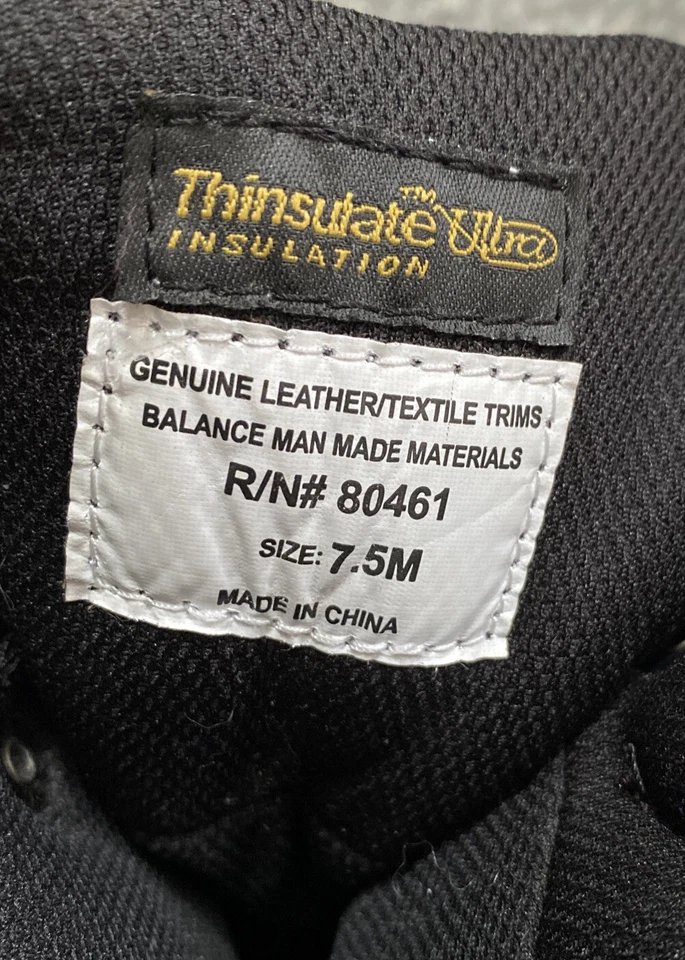 Thinsulate™ Ultra
INSULATION
GENUINE LEATHER/TEXTILE TRIMS
BALANCE MAN MADE MATERIALS
R/N# 80461
SIZE: 7.5M
MADE IN CHINA